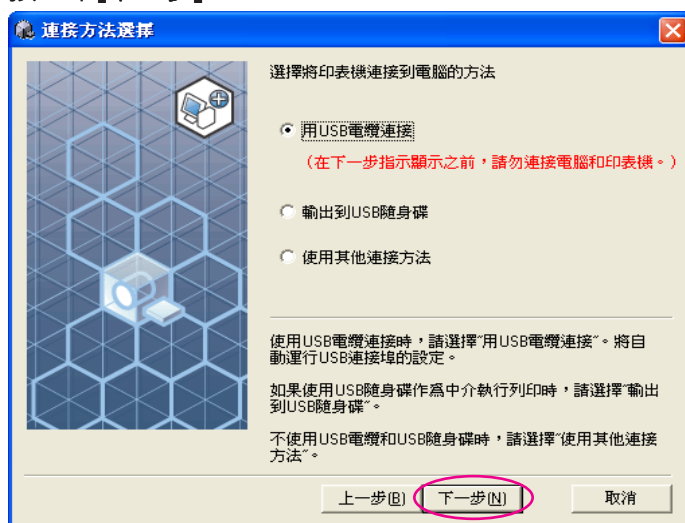 連接方法選擇
選擇將印表機連接到電腦的方法
用USB電纜連接
(在下一步指示顯示之前，請勿連接電腦和印表機。)
輸出到USB隨身碟
使用其他連接方法
使用USB電纜連接時，請選擇"用USB電纜連接"。將自
動運行USB連接埠的設定。
如果使用USB隨身碟作爲中介執行列印時，請選擇"輸出
到USB隨身碟"。
不使用USB電纜和USB隨身碟時，請選擇"使用其他連接
方法"。
上一步(B) 下一步(N) 取消